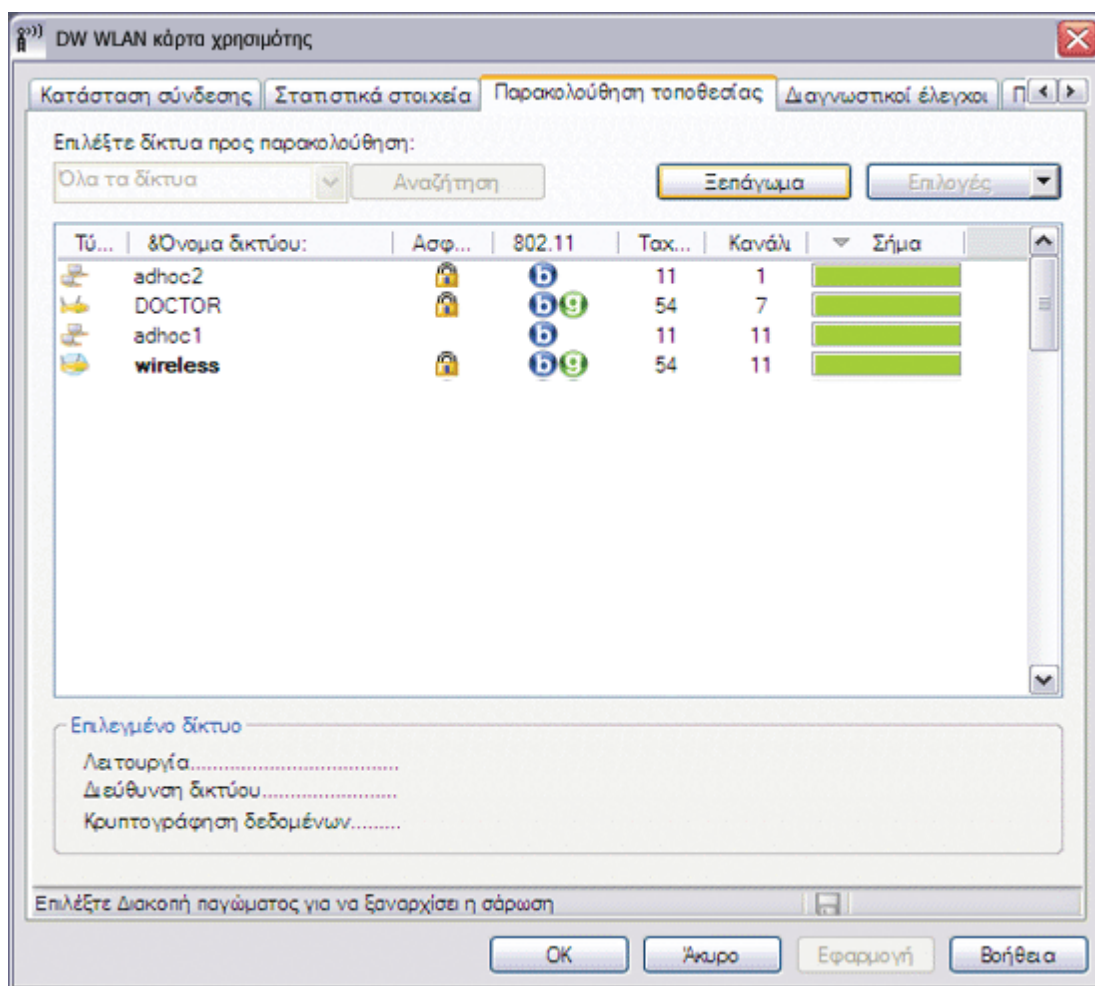 DW WLAN κάρτα χρησιμότης
Κατάσταση σύνδεσης Στατιστικά στοιχεία Παρακολούθηση τοποθεσίας Διαγνωστικοί έλεγχοι Π
Επιλέξτε δίκτυα προς παρακολούθηση:
Όλα τα δίκτυα Αναζήτηση Ξεπάγωμα Επιλογές
Τύ... &Όνομα δικτύου: Ασφ... 802.11 Ταχ... Κανάλι Σήμα
adhoc2 b 11 1
DOCTOR b g 54 7
adhoc1 b 11 11
wireless b g 54 11
Επιλεγμένο δίκτυο
Λειτουργία.......................................
Διεύθυνση δικτύου.........................
Κρυπτογράφηση δεδομένων.........
Επιλέξτε Διακοπή παγώματος για να ξαναρχίσει η σάρωση
OK Άκυρο Εφαρμογή Βοήθεια